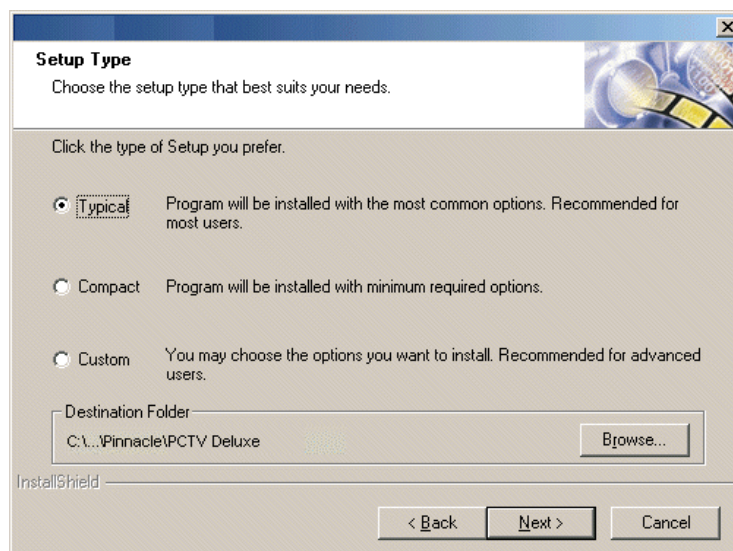 Setup Type
Choose the setup type that best suits your needs.
Click the type of Setup you prefer.
Typical
Program will be installed with the most common options. Recommended for
most users.
Compact
Program will be installed with minimum required options.
Custom
You may choose the options you want to install. Recommended for advanced
users.
Destination Folder
C:\...\Pinnacle\PCTV Deluxe
Browse...
InstallShield
< Back
Next >
Cancel